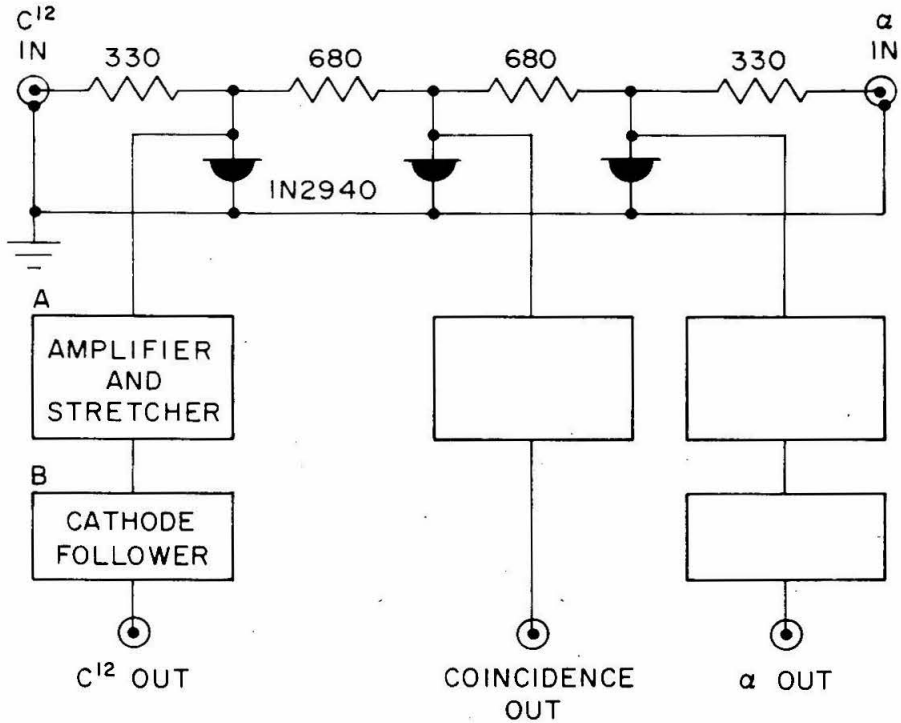 C¹² IN
α IN
330
680
680
330
IN2940
A
AMPLIFIER
AND
STRETCHER
B
CATHODE
FOLLOWER
C¹² OUT
COINCIDENCE
OUT
α OUT